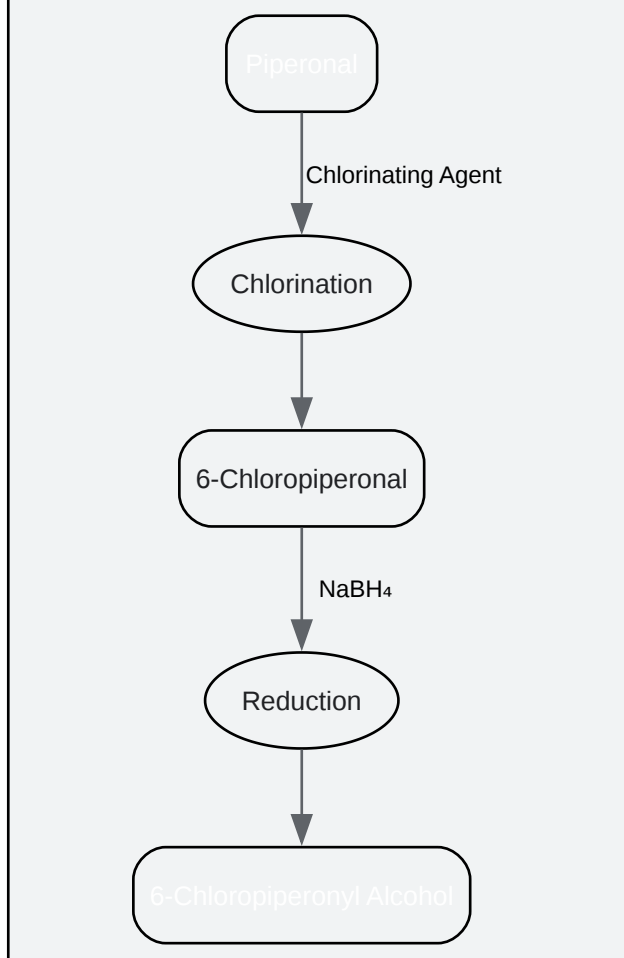 Piperonal
Chlorinating Agent
Chlorination
6-Chloropiperonal
NaBH₄
Reduction
6-Chloropiperonyl Alcohol